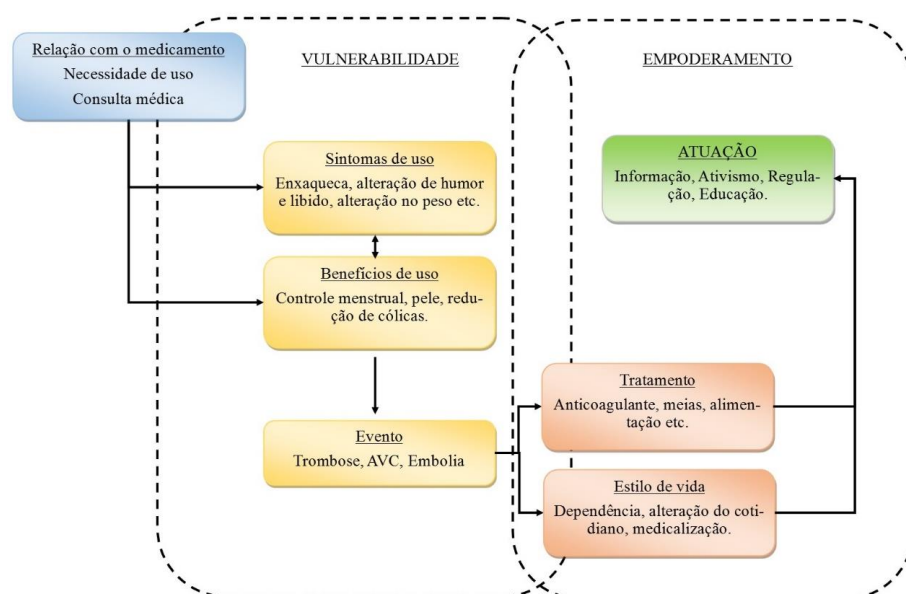 Relação com o medicamento
Necessidade de uso
Consulta médica
VULNERABILIDADE
EMPODERAMENTO
Sintomas de uso
Enxaqueca, alteração de humor
e libido, alteração no peso etc.
ATUAÇÃO
Informação, Ativismo, Regula-
ção, Educação.
Benefícios de uso
Controle menstrual, pele, redu-
ção de cólicas.
Tratamento
Anticoagulante, meias, alimen-
tação etc.
Evento
Trombose, AVC, Embolia
Estilo de vida
Dependência, alteração do coti-
diano, medicalização.